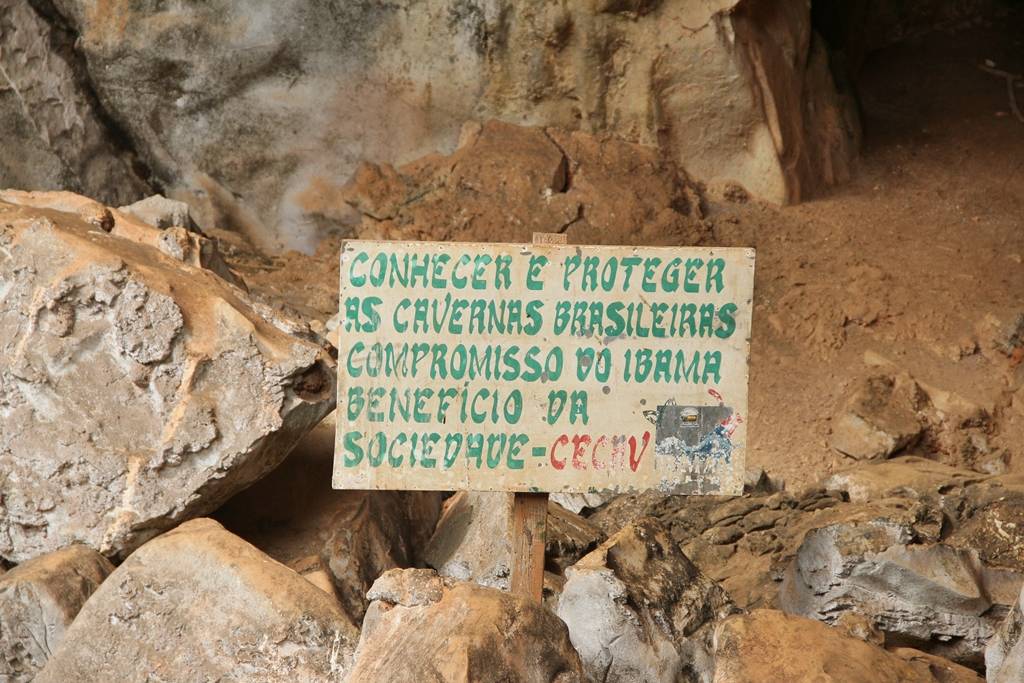 CONHECER E PROTEGER
AS CAVERNAS BRASILEIRAS
COMPROMISSO DO IBAMA
BENEFÍCIO DA
SOCIEDADE-CECAV